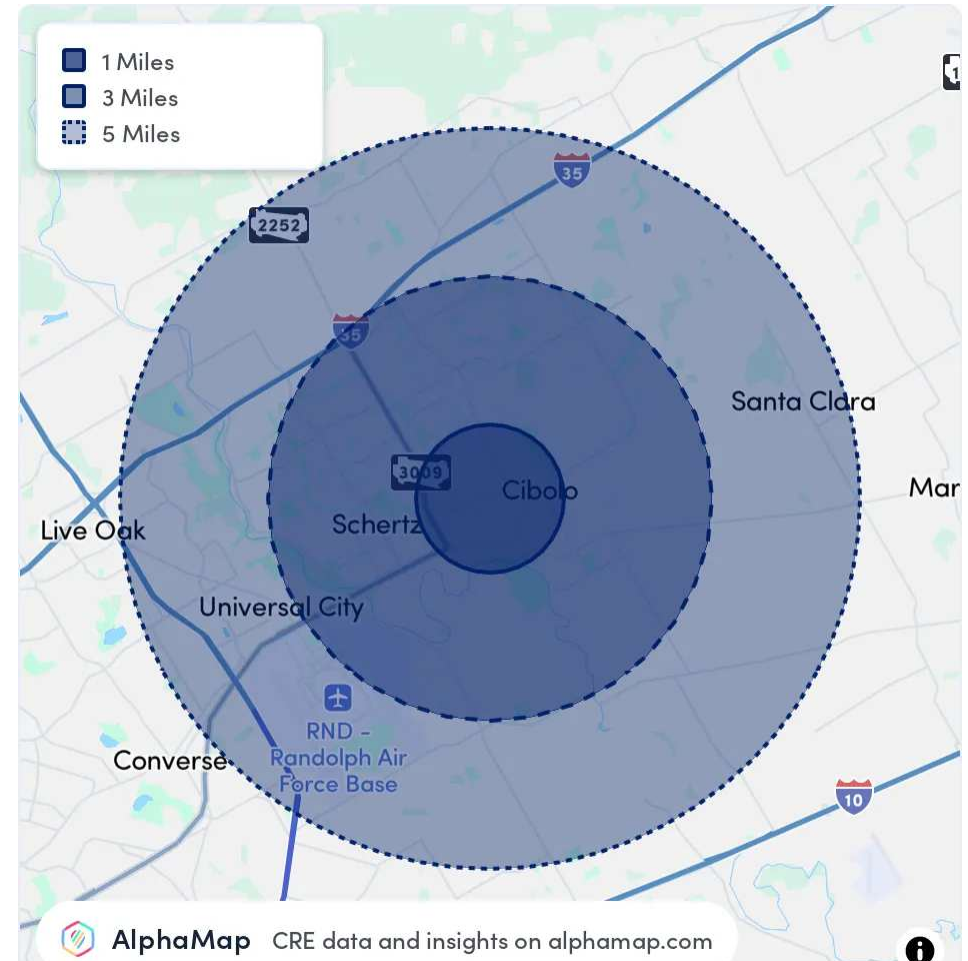 1 Miles
3 Miles
5 Miles
1
35
2252
35
Santa Clara
3009
Cibolo
Mar
Schertz
Live Oak
Universal City
RND -
Randolph Air
Force Base
Converse
10
AlphaMap CRE data and insights on alphamap.com